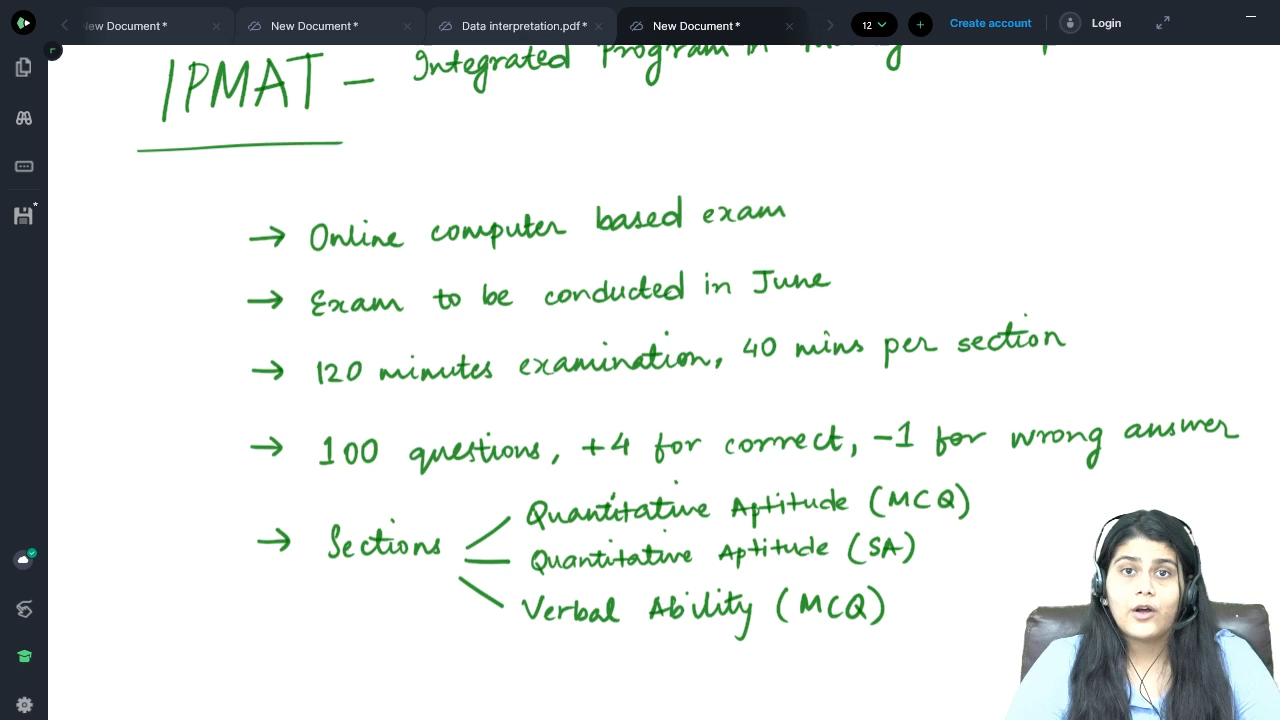 New Document*
New Document*
Data interpretation.pdf*
New Document*
12
Create account
Login
IPMAT - Integrated Program in
→ Online computer based exam
→ Exam to be conducted in June
→ 120 minutes examination, 40 mins per section
→ 100 questions, +4 for correct, -1 for wrong answer
→ Sections
Quantitative Aptitude (MCQ)
Quantitative Aptitude (SA)
Verbal Ability (MCQ)